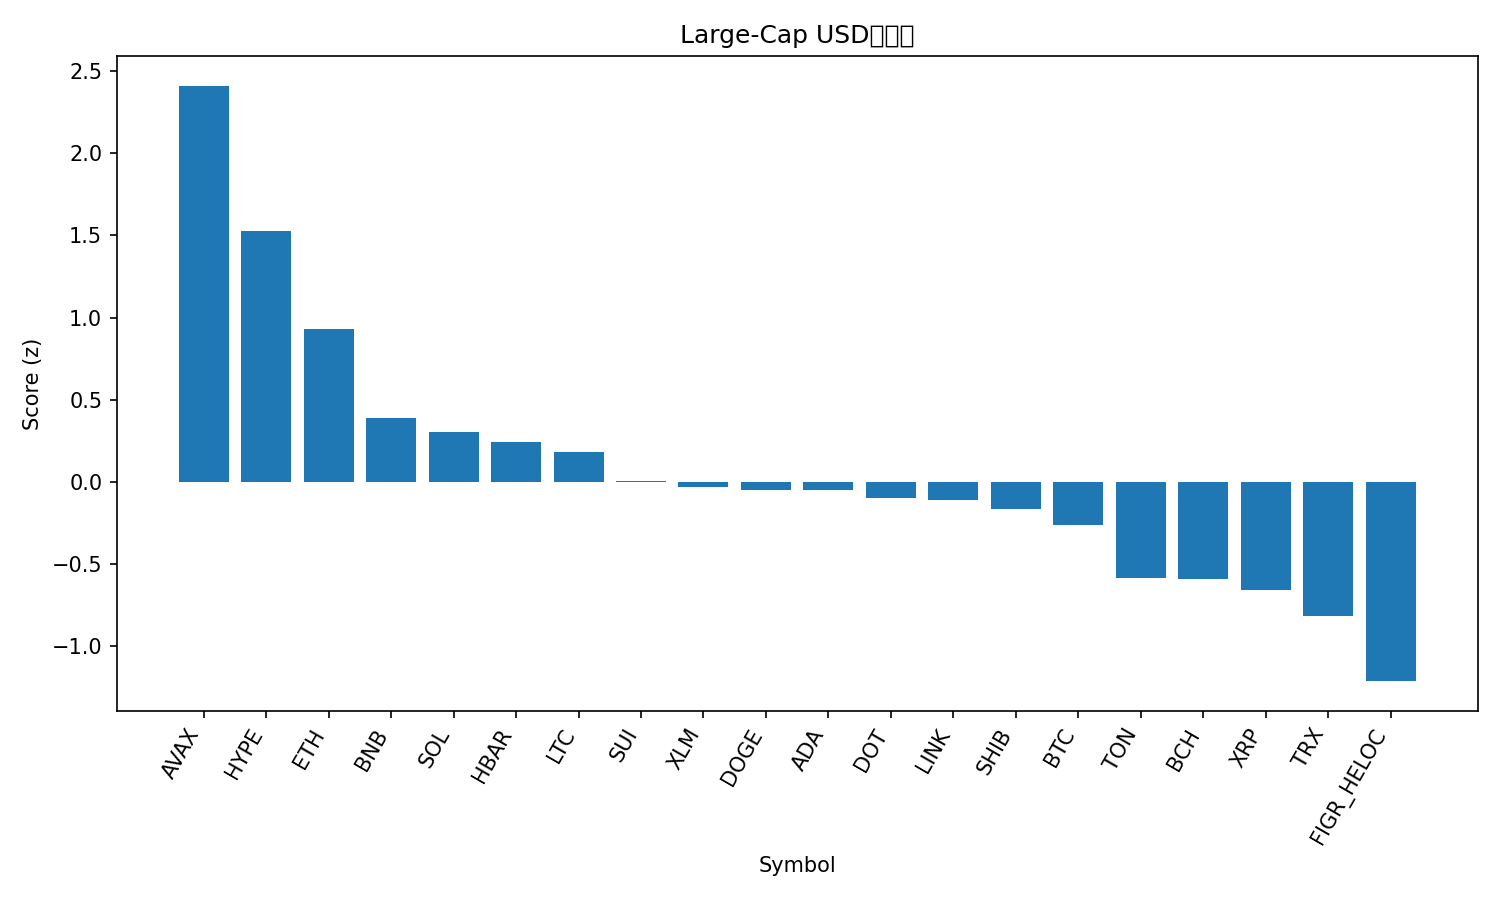 Large-Cap USD
Score (z)
2.5
2.0
1.5
1.0
0.5
0.0
−0.5
−1.0
AVAX
HYPE
ETH
BNB
SOL
HBAR
LTC
SUI
XLM
DOGE
ADA
DOT
LINK
SHIB
BTC
TON
BCH
XRP
TRX
FIGR_HELOC
Symbol